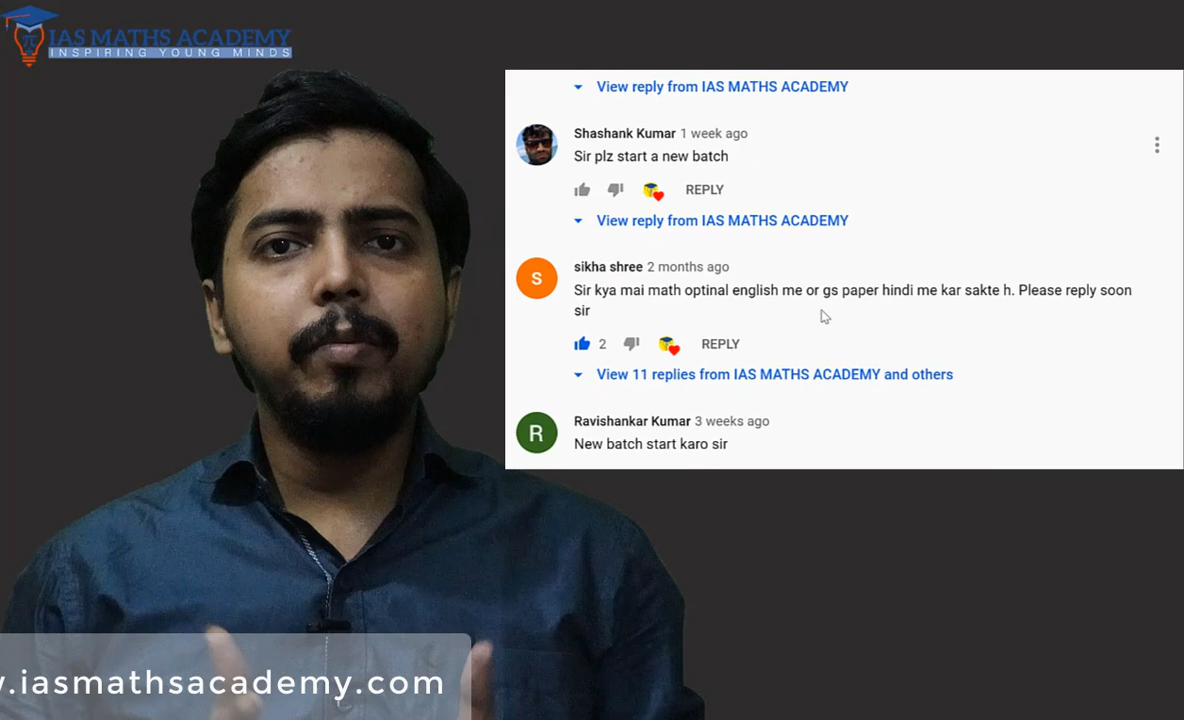 IAS MATHS ACADEMY
INSPIRING YOUNG MINDS
View reply from IAS MATHS ACADEMY
Shashank Kumar 1 week ago
Sir plz start a new batch
REPLY
View reply from IAS MATHS ACADEMY
S
sikha shree 2 months ago
Sir kya mai math optinal english me or gs paper hindi me kar sakte h. Please reply soon
sir
2 REPLY
View 11 replies from IAS MATHS ACADEMY and others
R
Ravishankar Kumar 3 weeks ago
New batch start karo sir
.iasmathsacademy.com